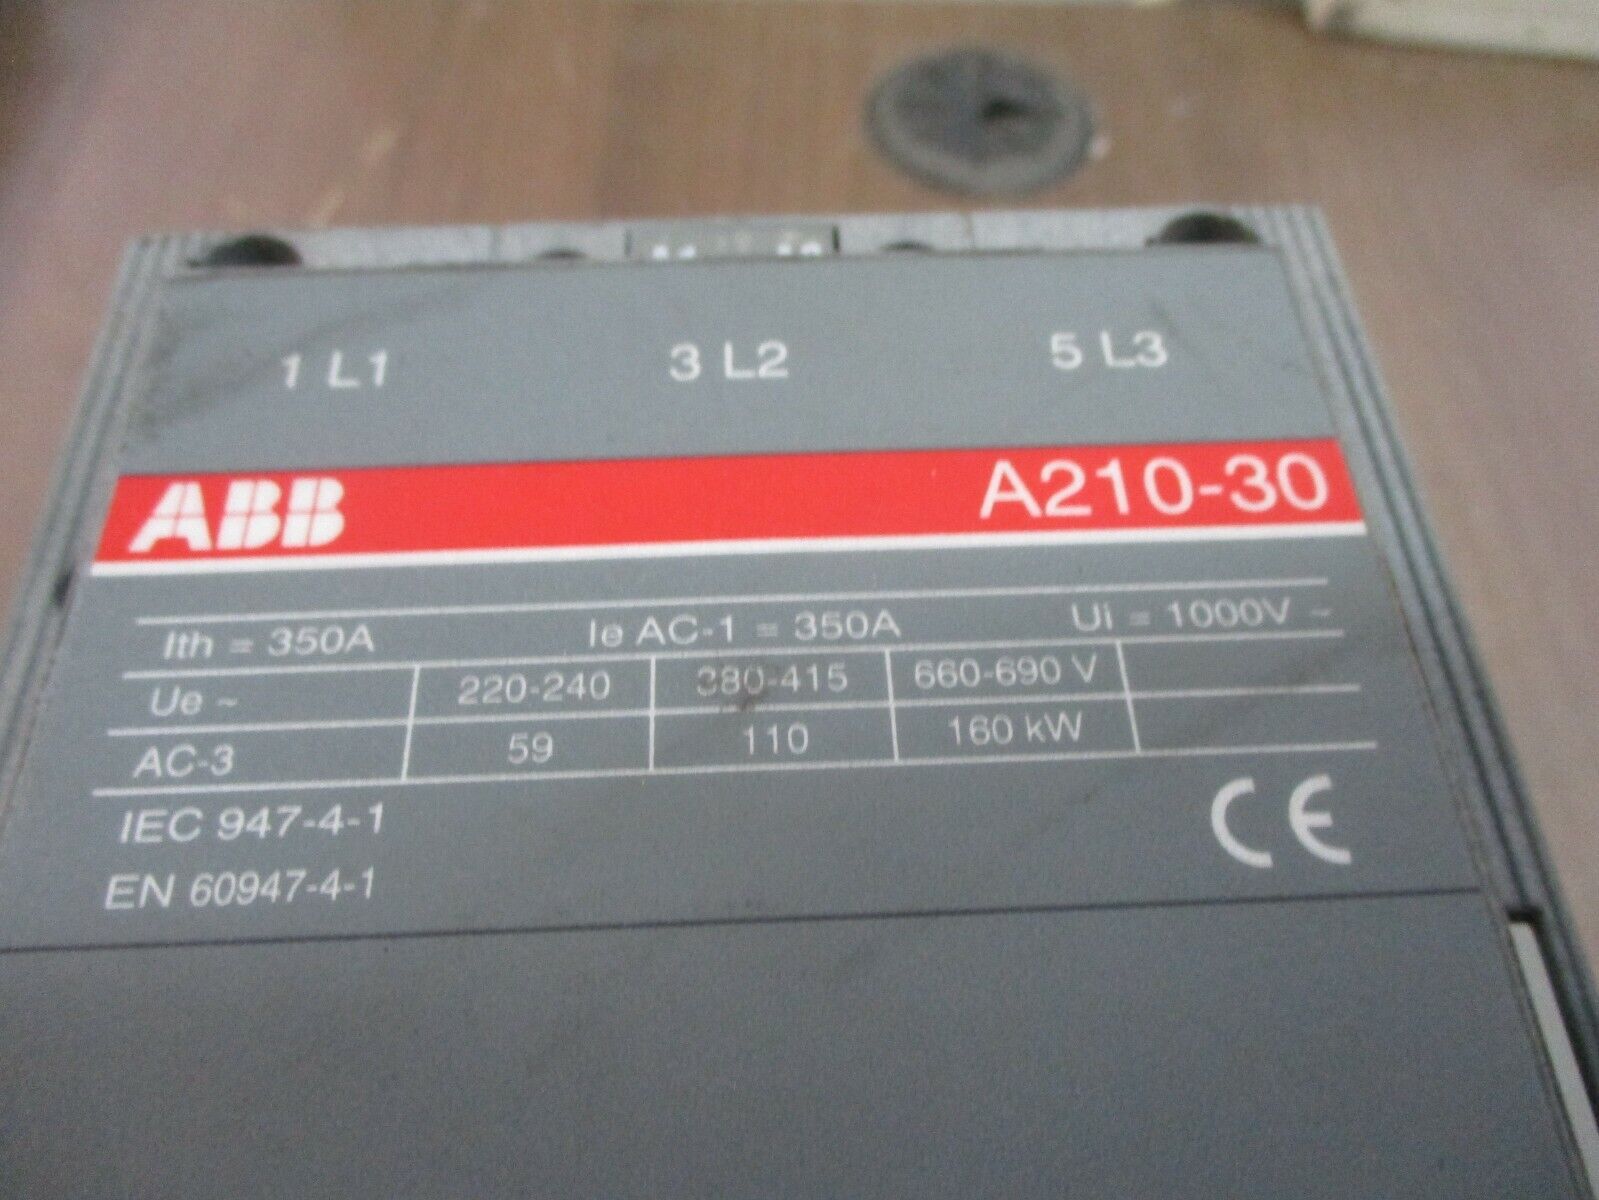 1 L1 3 L2 5 L3
ABB A210-30
Ith = 350A Ie AC-1 = 350A Ui = 1000V ~
Ue ~ 220-240 380-415 660-690 V
AC-3 59 110 160 kW
IEC 947-4-1
EN 60947-4-1
CE